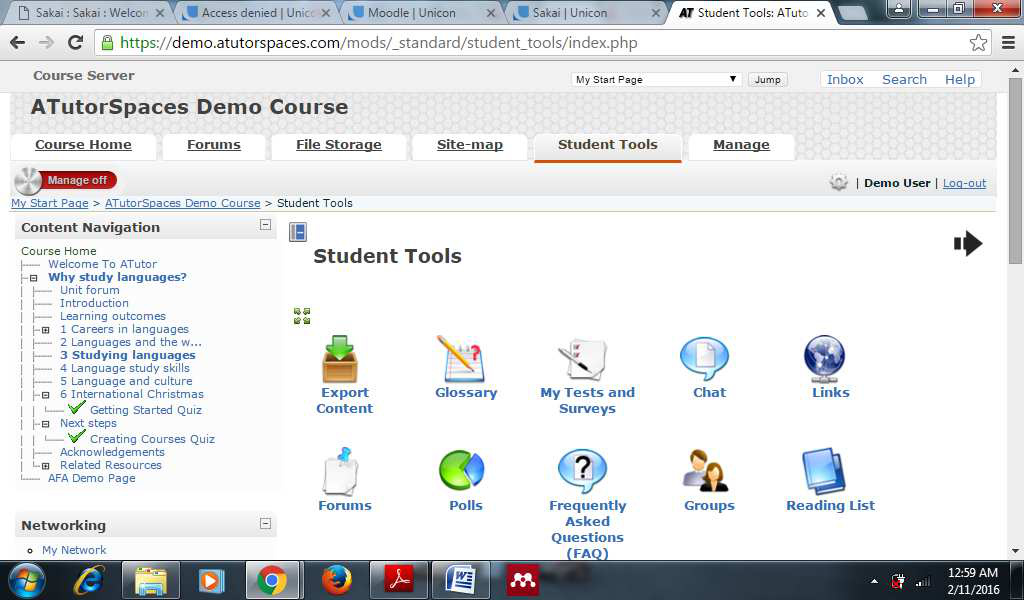 Sakai : Sakai : Welcom
Access denied | Unicon
Moodle | Unicon
Sakai | Unicon
AT Student Tools: ATuto
https://demo.atutorspaces.com/mods/_standard/student_tools/index.php
Course Server
My Start Page
Jump
Inbox Search Help
ATutorSpaces Demo Course
Course Home Forums File Storage Site-map Student Tools Manage
Manage off
| Demo User | Log-out
My Start Page > ATutorSpaces Demo Course > Student Tools
Content Navigation
Course Home
Welcome To ATutor
Why study languages?
Unit forum
Introduction
Learning outcomes
1 Careers in languages
2 Languages and the w...
3 Studying languages
4 Language study skills
5 Language and culture
6 International Christmas
Getting Started Quiz
Next steps
Creating Courses Quiz
Acknowledgements
Related Resources
AFA Demo Page
Networking
My Network
Student Tools
Export
Content
Glossary
My Tests and
Surveys
Chat
Links
Forums
Polls
Frequently
Asked
Questions
(FAQ)
Groups
Reading List
12:59 AM
2/11/2016